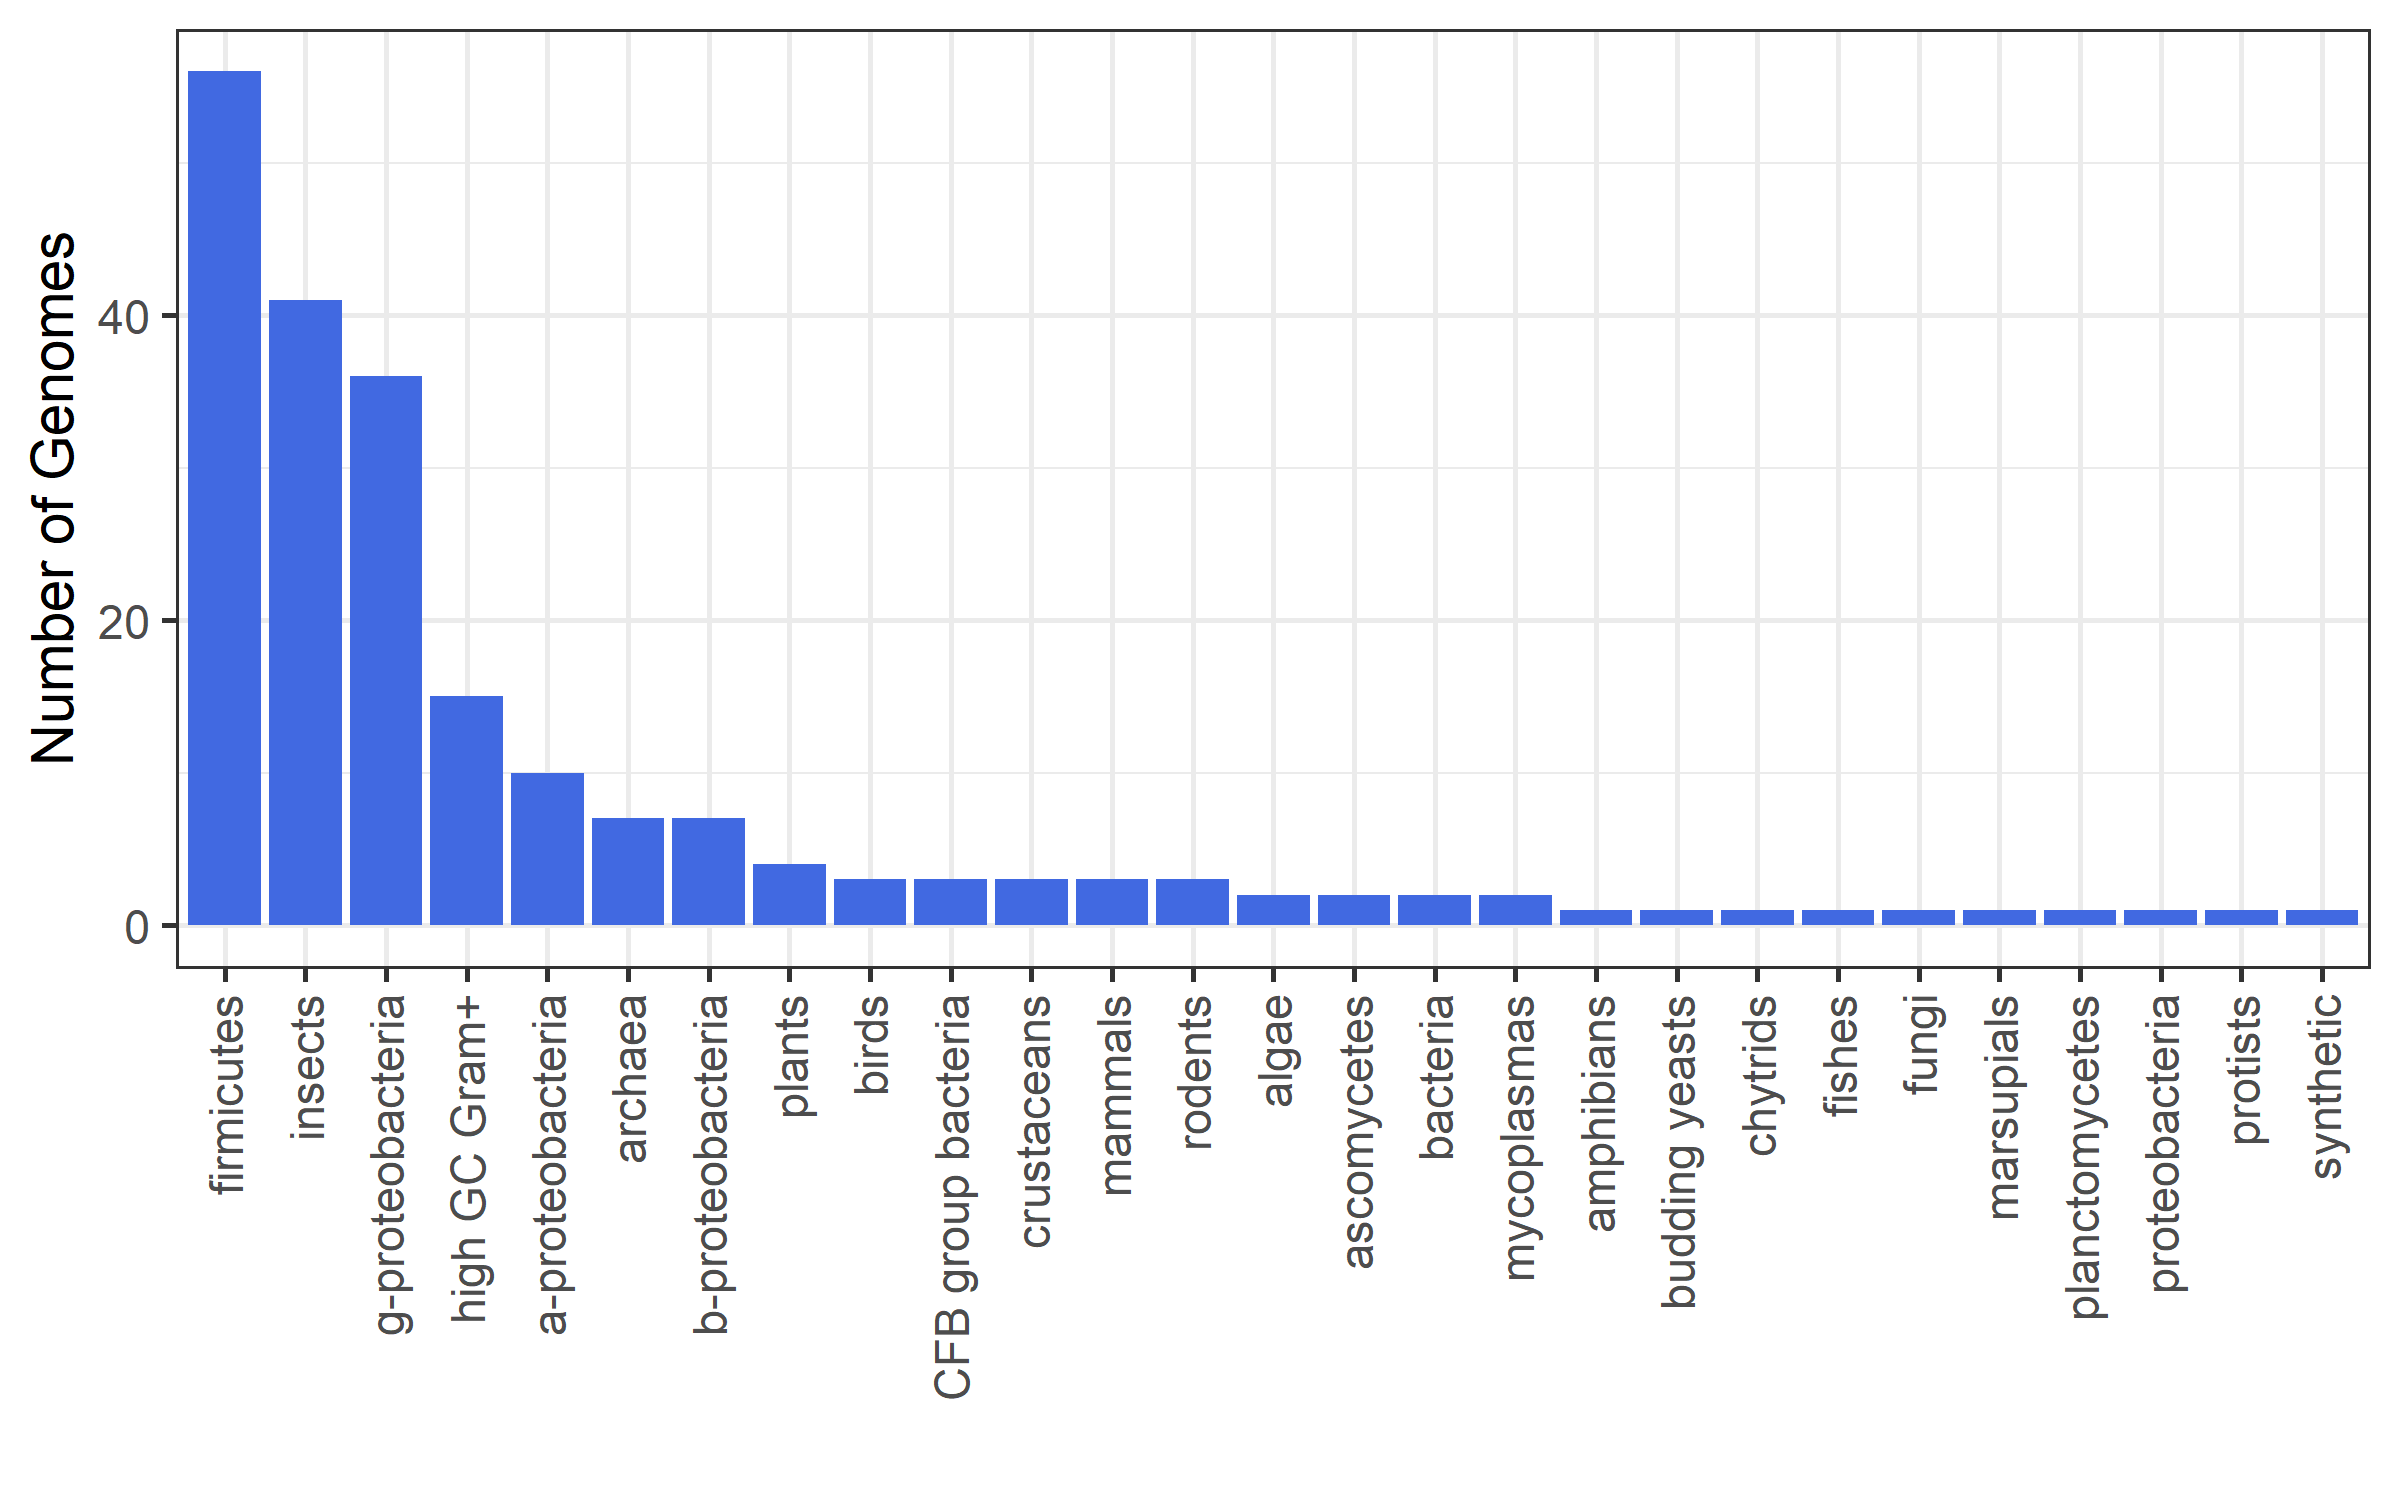 Number of Genomes
40
20
0
firmicutes
insects
g-proteobacteria
high GC Gram+
a-proteobacteria
archaea
b-proteobacteria
plants
birds
CFB group bacteria
crustaceans
mammals
rodents
algae
ascomycetes
bacteria
mycoplasmas
amphibians
budding yeasts
chytrids
fishes
fungi
marsupials
planctomycetes
proteobacteria
protists
synthetic